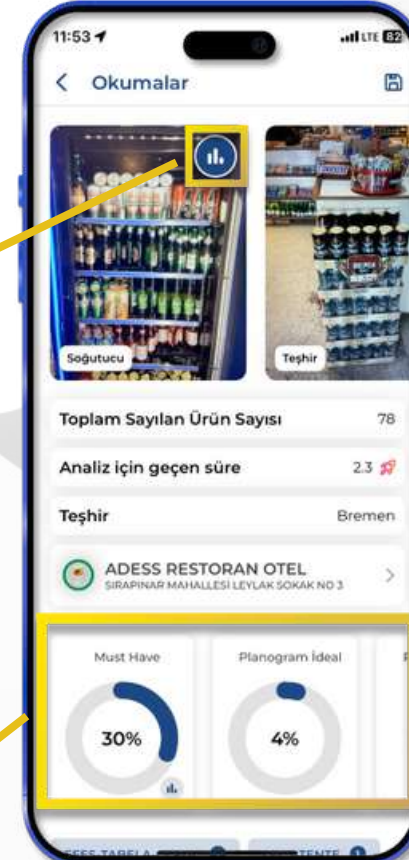 11:53
LTE 82
Okumalar
Soğutucu
Teşhir
Toplam Sayılan Ürün Sayısı 78
Analiz için geçen süre 2.3
Teşhir Bremen
ADESS RESTORAN OTEL
SIRAPINAR MAHALLESİ LEYLAK SOKAK NO 3
Must Have
Planogram İdeal
30%
4%